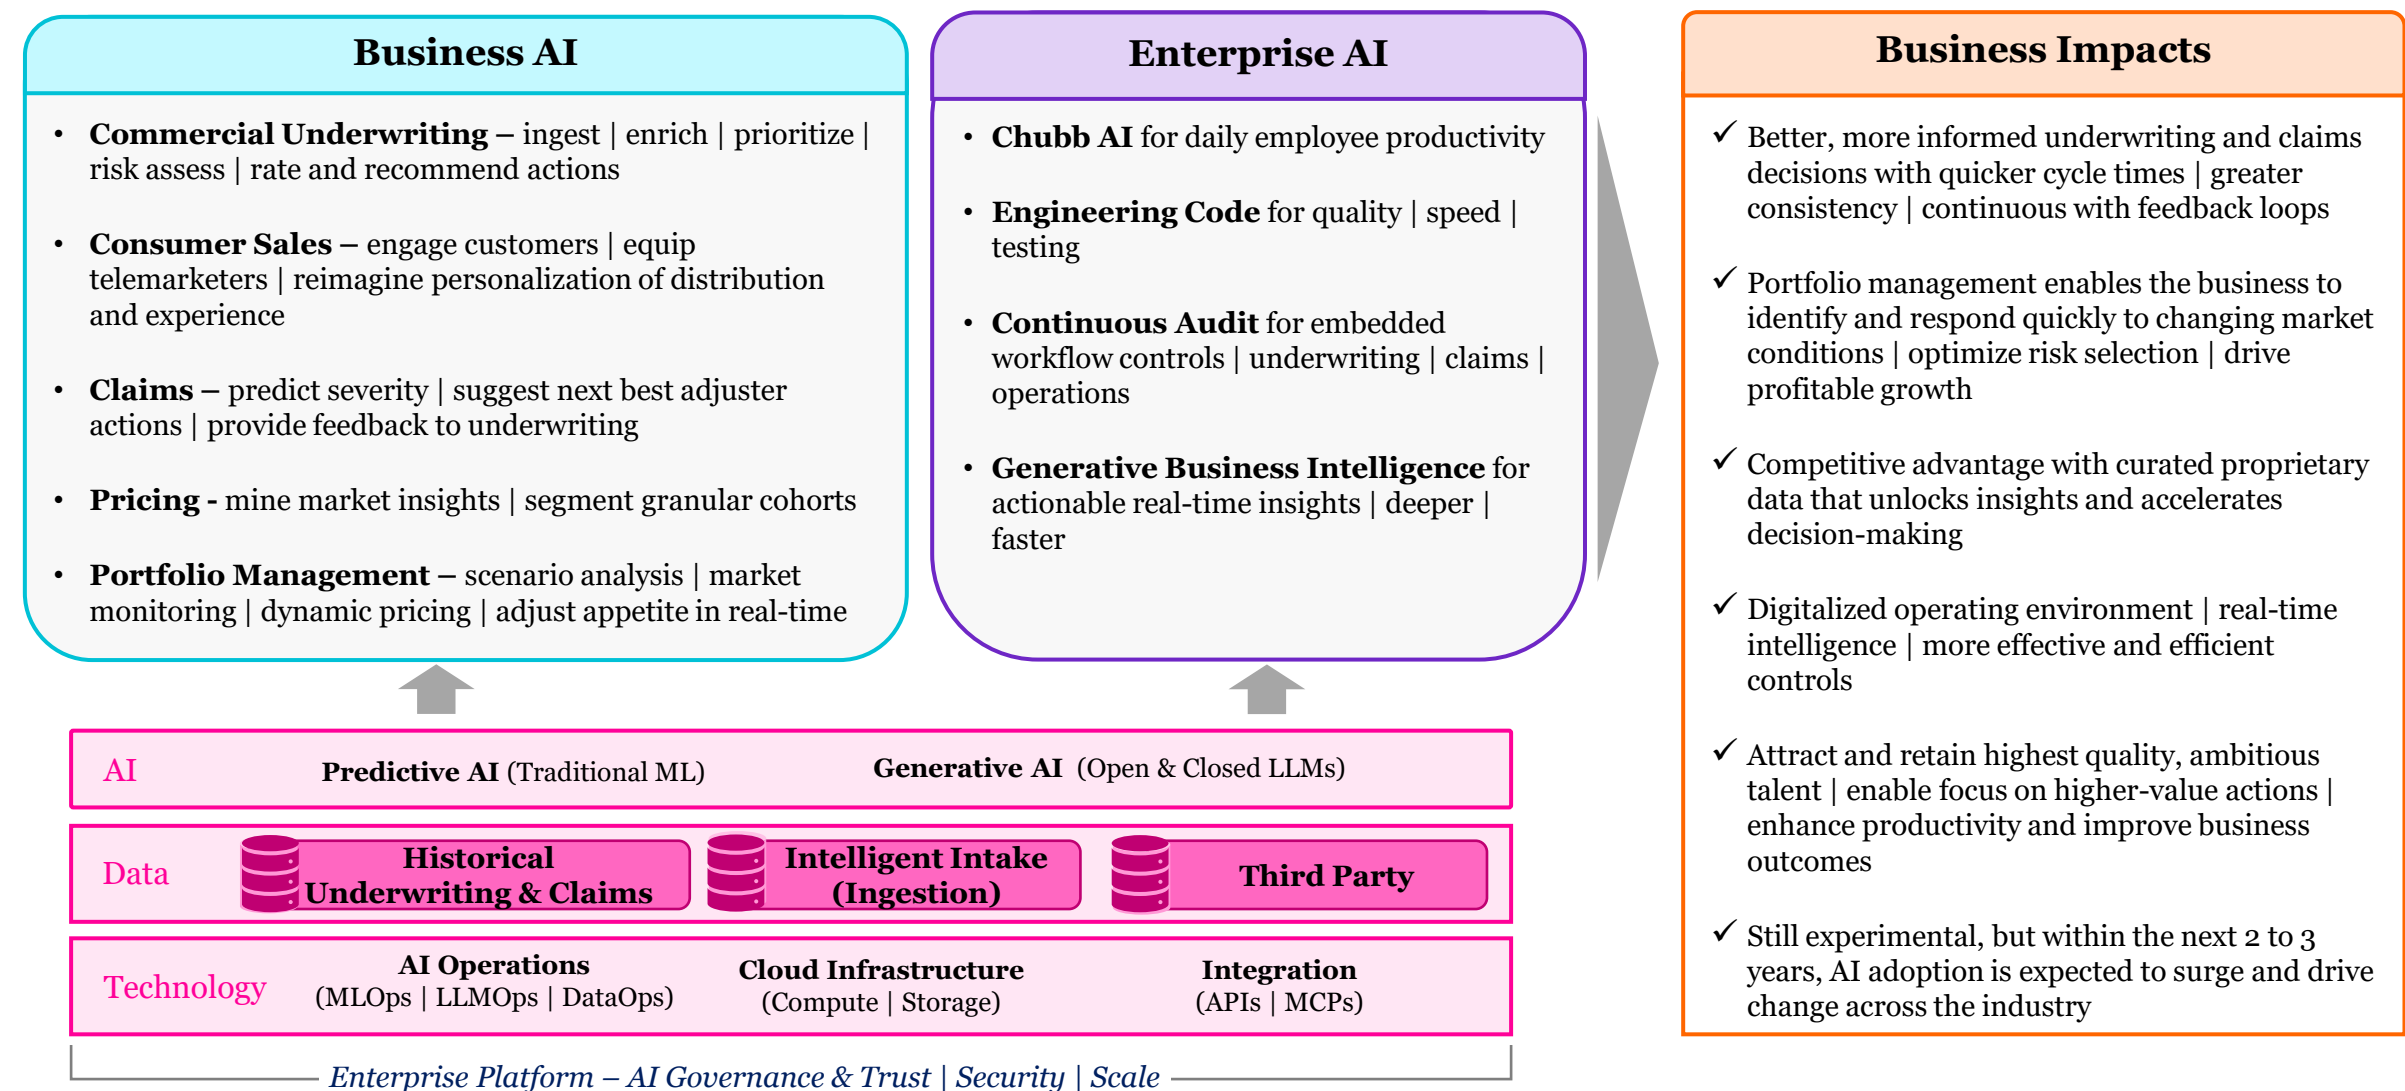 Business AI
• Commercial Underwriting – ingest | enrich | prioritize |
risk assess | rate and recommend actions
• Consumer Sales – engage customers | equip
telemarketers | reimagine personalization of distribution
and experience
• Claims – predict severity | suggest next best adjuster
actions | provide feedback to underwriting
• Pricing - mine market insights | segment granular cohorts
• Portfolio Management – scenario analysis | market
monitoring | dynamic pricing | adjust appetite in real-time
Enterprise AI
• Chubb AI for daily employee productivity
• Engineering Code for quality | speed |
testing
• Continuous Audit for embedded
workflow controls | underwriting | claims |
operations
• Generative Business Intelligence for
actionable real-time insights | deeper |
faster
AI
Predictive AI (Traditional ML)
Generative AI (Open & Closed LLMs)
Data
Historical
Underwriting & Claims
Intelligent Intake
(Ingestion)
Third Party
Technology
AI Operations
(MLOps | LLMOps | DataOps)
Cloud Infrastructure
(Compute | Storage)
Integration
(APIs | MCPs)
Enterprise Platform – AI Governance & Trust | Security | Scale
Business Impacts
✓ Better, more informed underwriting and claims
decisions with quicker cycle times | greater
consistency | continuous with feedback loops
✓ Portfolio management enables the business to
identify and respond quickly to changing market
conditions | optimize risk selection | drive
profitable growth
✓ Competitive advantage with curated proprietary
data that unlocks insights and accelerates
decision-making
✓ Digitalized operating environment | real-time
intelligence | more effective and efficient
controls
✓ Attract and retain highest quality, ambitious
talent | enable focus on higher-value actions |
enhance productivity and improve business
outcomes
✓ Still experimental, but within the next 2 to 3
years, AI adoption is expected to surge and drive
change across the industry